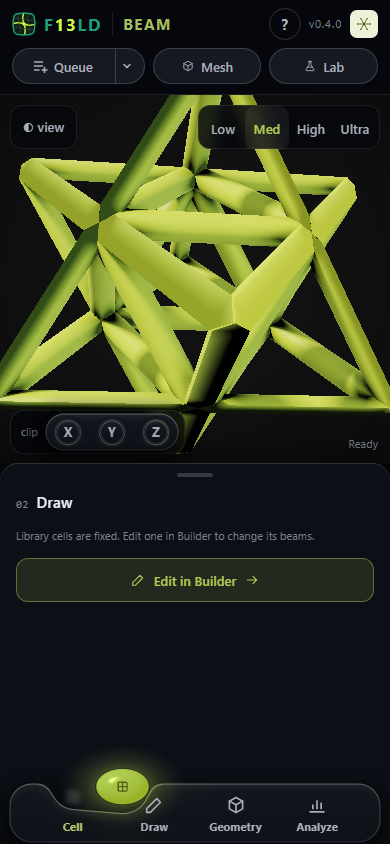 F13LD BEAM ? v0.4.0
Queue Mesh Lab
view Low Med High Ultra
clip X Y Z Ready
02 Draw
Library cells are fixed. Edit one in Builder to change its beams.
Edit in Builder →
Cell Draw Geometry Analyze